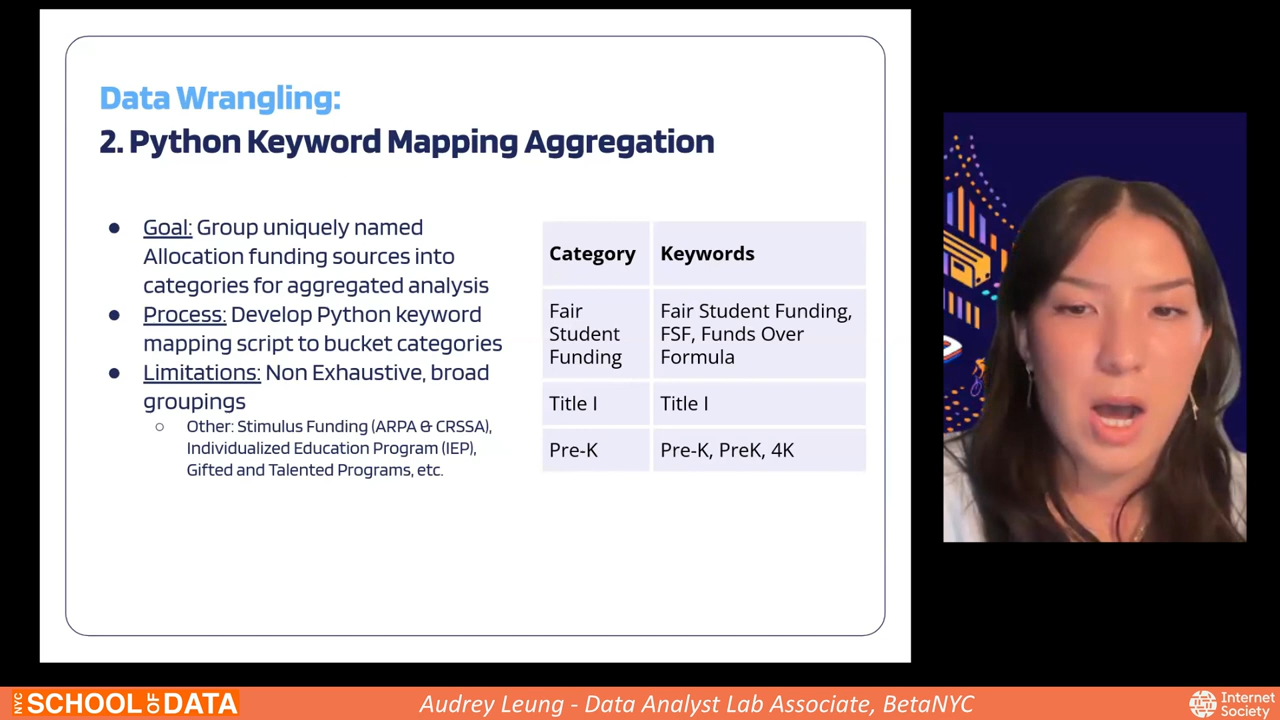 Data Wrangling:
2. Python Keyword Mapping Aggregation
● Goal: Group uniquely named
Allocation funding sources into
categories for aggregated analysis
● Process: Develop Python keyword
mapping script to bucket categories
● Limitations: Non Exhaustive, broad
groupings
○ Other: Stimulus Funding (ARPA & CRSSA),
Individualized Education Program (IEP),
Gifted and Talented Programs, etc.
Category Keywords
Fair Fair Student Funding,
Student FSF, Funds Over
Funding Formula
Title I Title I
Pre-K Pre-K, PreK, 4K
NYC SCHOOL OF DATA
Audrey Leung - Data Analyst Lab Associate, BetaNYC
Internet
Society